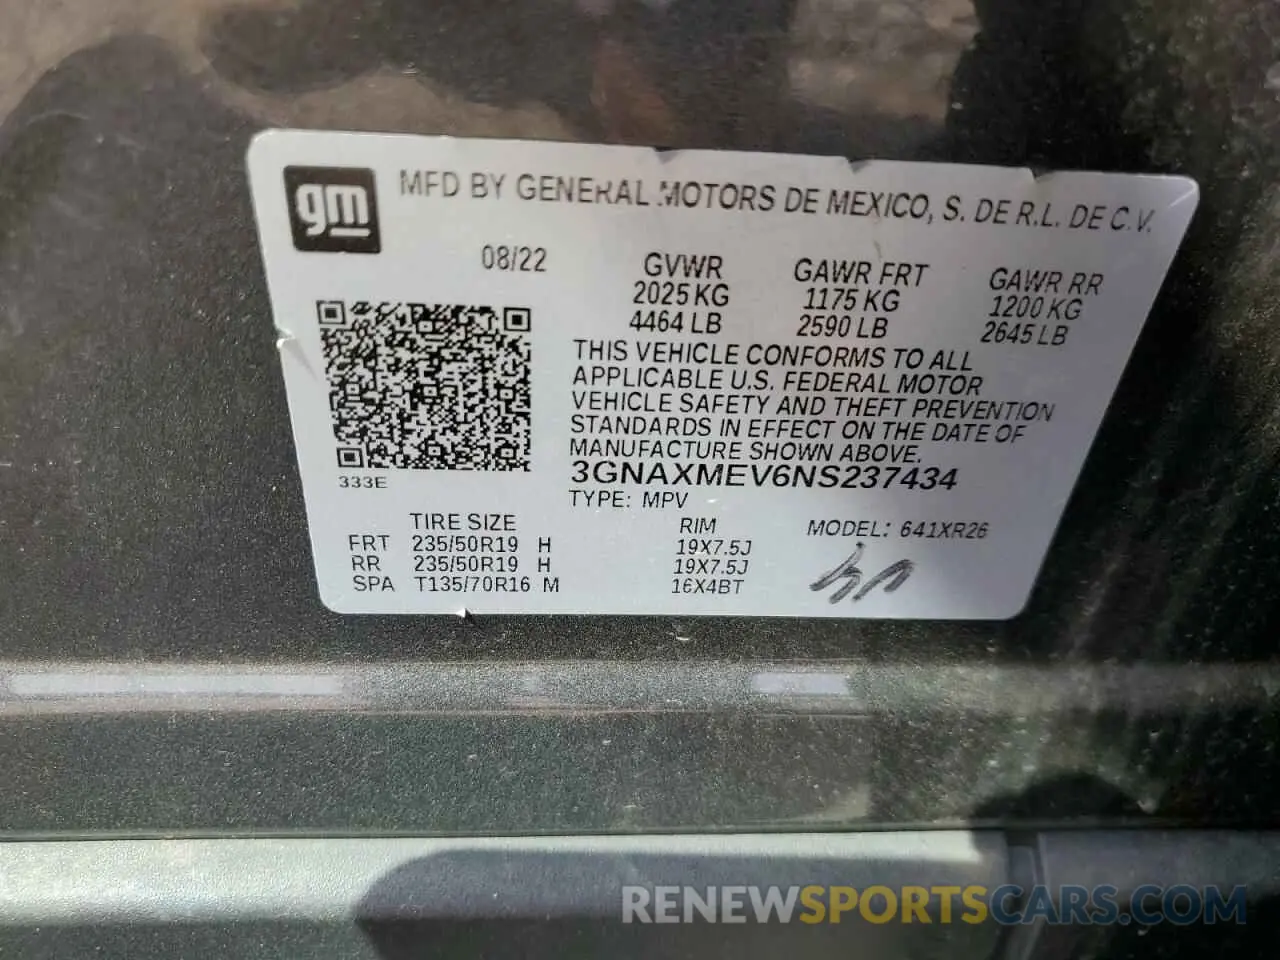 gm
MFD BY GENERAL MOTORS DE MEXICO, S. DE R.L. DE C.V.
08/22
GVWR GAWR FRT GAWR RR
2025 KG 1175 KG 1200 KG
4464 LB 2590 LB 2645 LB
THIS VEHICLE CONFORMS TO ALL
APPLICABLE U.S. FEDERAL MOTOR
VEHICLE SAFETY AND THEFT PREVENTION
STANDARDS IN EFFECT ON THE DATE OF
MANUFACTURE SHOWN ABOVE.
333E
3GNAXMEV6NS237434
TYPE: MPV
TIRE SIZE RIM MODEL: 641XR26
FRT 235/50R19 H 19X7.5J
RR 235/50R19 H 19X7.5J
SPA T135/70R16 M 16X4BT
RENEWSPORTSCARS.COM